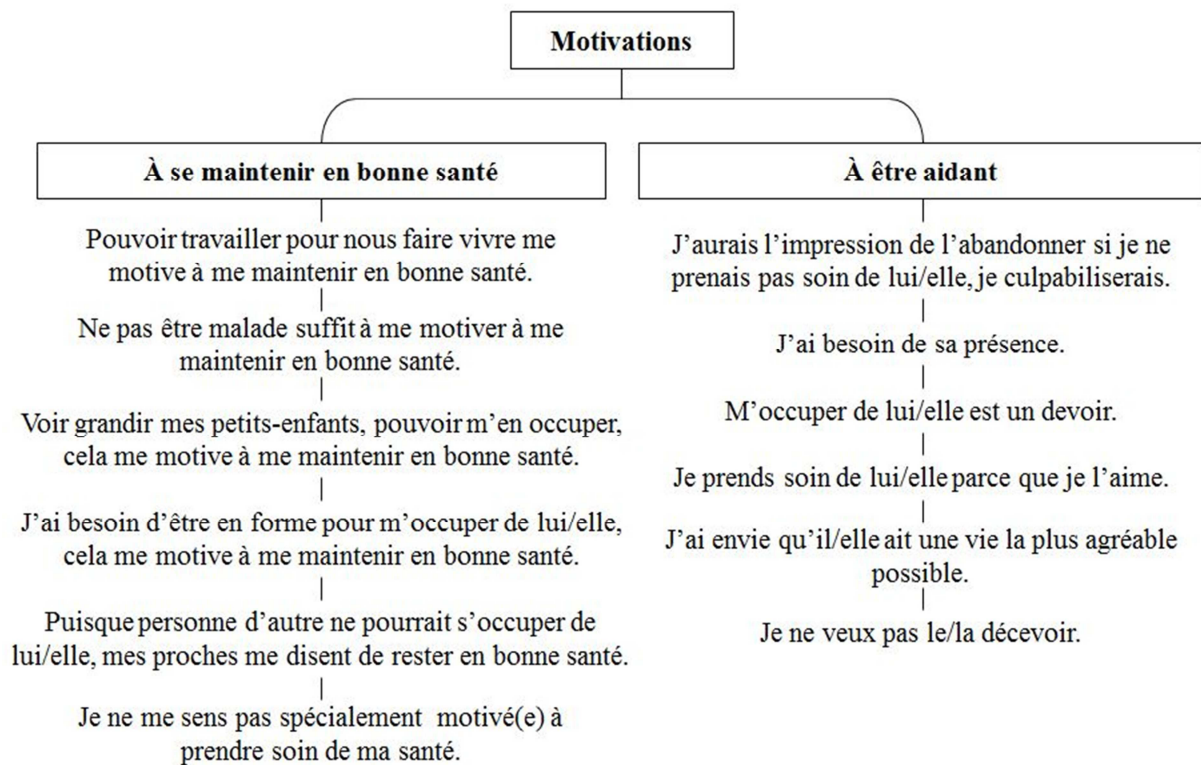 Motivations
À se maintenir en bonne santé
Pouvoir travailler pour nous faire vivre me
motive à me maintenir en bonne santé.
Ne pas être malade suffit à me motiver à me
maintenir en bonne santé.
Voir grandir mes petits-enfants, pouvoir m’en occuper,
cela me motive à me maintenir en bonne santé.
J’ai besoin d’être en forme pour m’occuper de lui/elle,
cela me motive à me maintenir en bonne santé.
Puisque personne d’autre ne pourrait s’occuper de
lui/elle, mes proches me disent de rester en bonne santé.
Je ne me sens pas spécialement motivé(e) à
prendre soin de ma santé.
À être aidant
J’aurais l’impression de l’abandonner si je ne
prenais pas soin de lui/elle, je culpabiliserais.
J’ai besoin de sa présence.
M’occuper de lui/elle est un devoir.
Je prends soin de lui/elle parce que je l’aime.
J’ai envie qu’il/elle ait une vie la plus agréable
possible.
Je ne veux pas le/la décevoir.